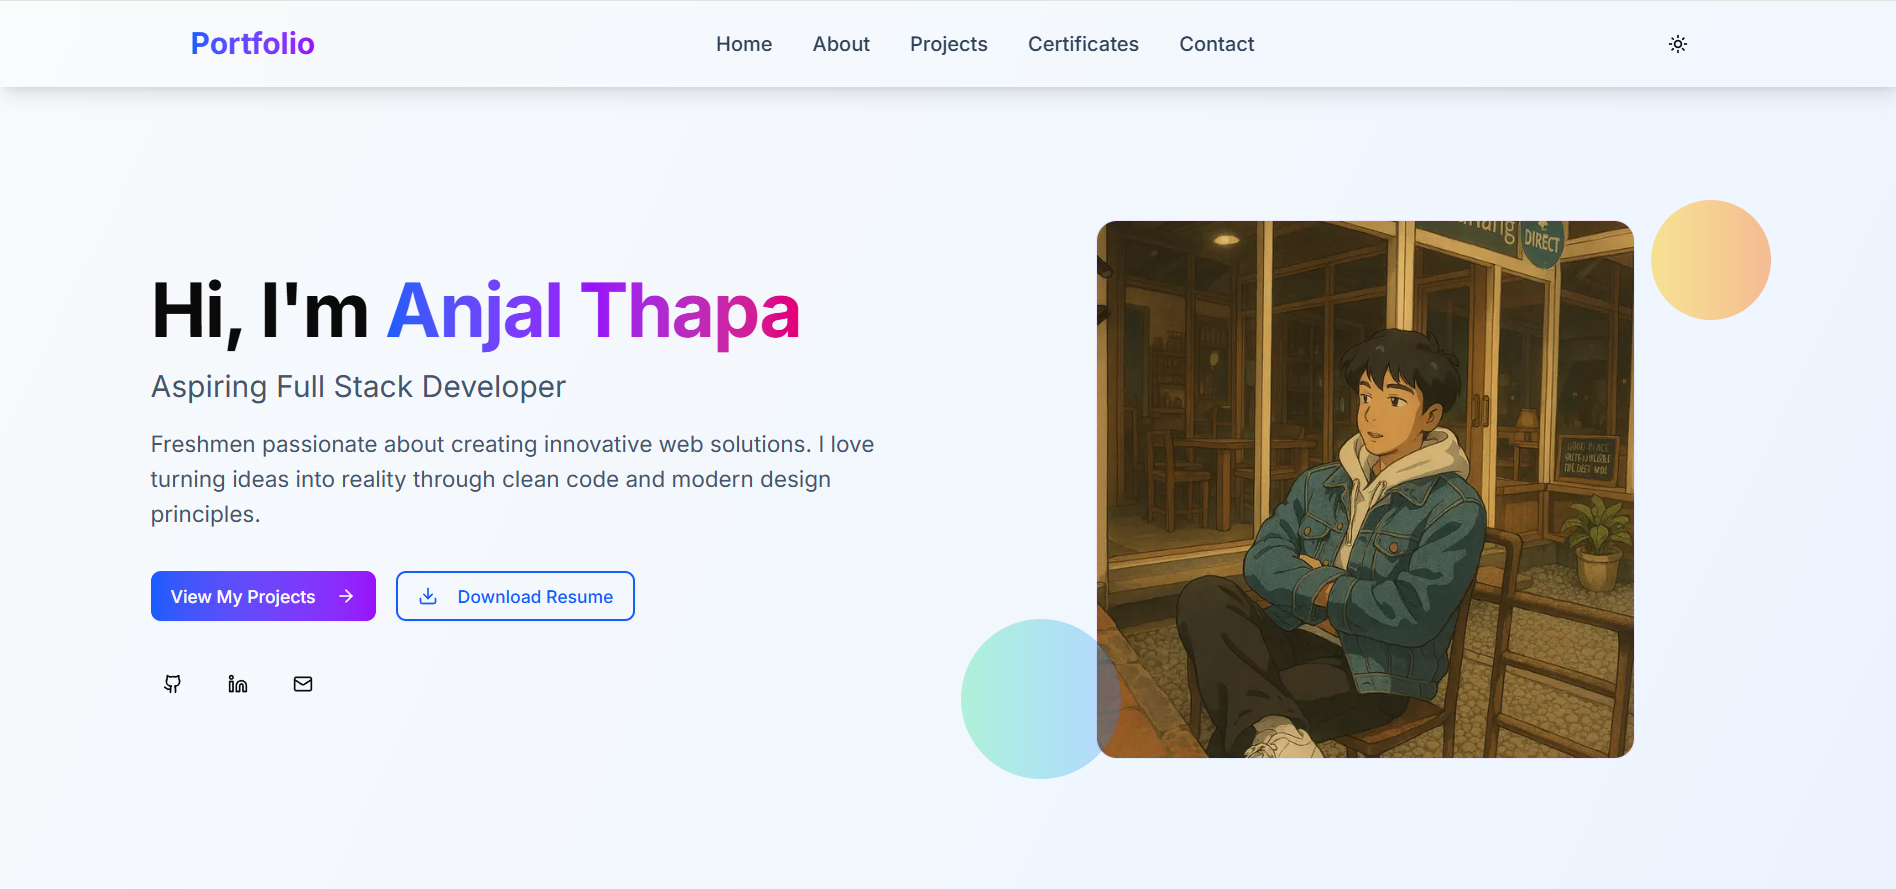 Portfolio
Home
About
Projects
Certificates
Contact
Hi, I'm Anjal Thapa
Aspiring Full Stack Developer
Freshmen passionate about creating innovative web solutions. I love
turning ideas into reality through clean code and modern design
principles.
View My Projects
Download Resume
DIRECT
GOOD PLACE